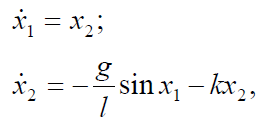 ẋ₁ = x₂;
ẋ₂ = −g/l sin x₁ − kx₂,